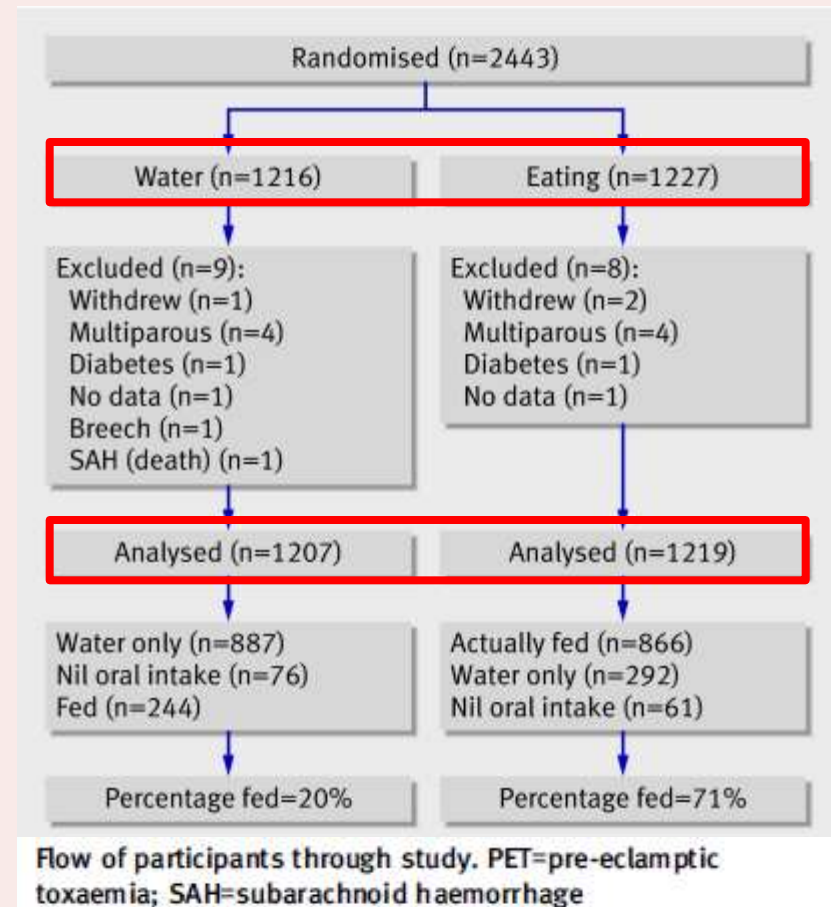 Randomised (n=2443)
Water (n=1216)
Eating (n=1227)
Excluded (n=9):
Withdrew (n=1)
Multiparous (n=4)
Diabetes (n=1)
No data (n=1)
Breech (n=1)
SAH (death) (n=1)
Excluded (n=8):
Withdrew (n=2)
Multiparous (n=4)
Diabetes (n=1)
No data (n=1)
Analysed (n=1207)
Analysed (n=1219)
Water only (n=887)
Nil oral intake (n=76)
Fed (n=244)
Actually fed (n=866)
Water only (n=292)
Nil oral intake (n=61)
Percentage fed=20%
Percentage fed=71%
Flow of participants through study. PET=pre-eclamptic
toxaemia; SAH=subarachnoid haemorrhage